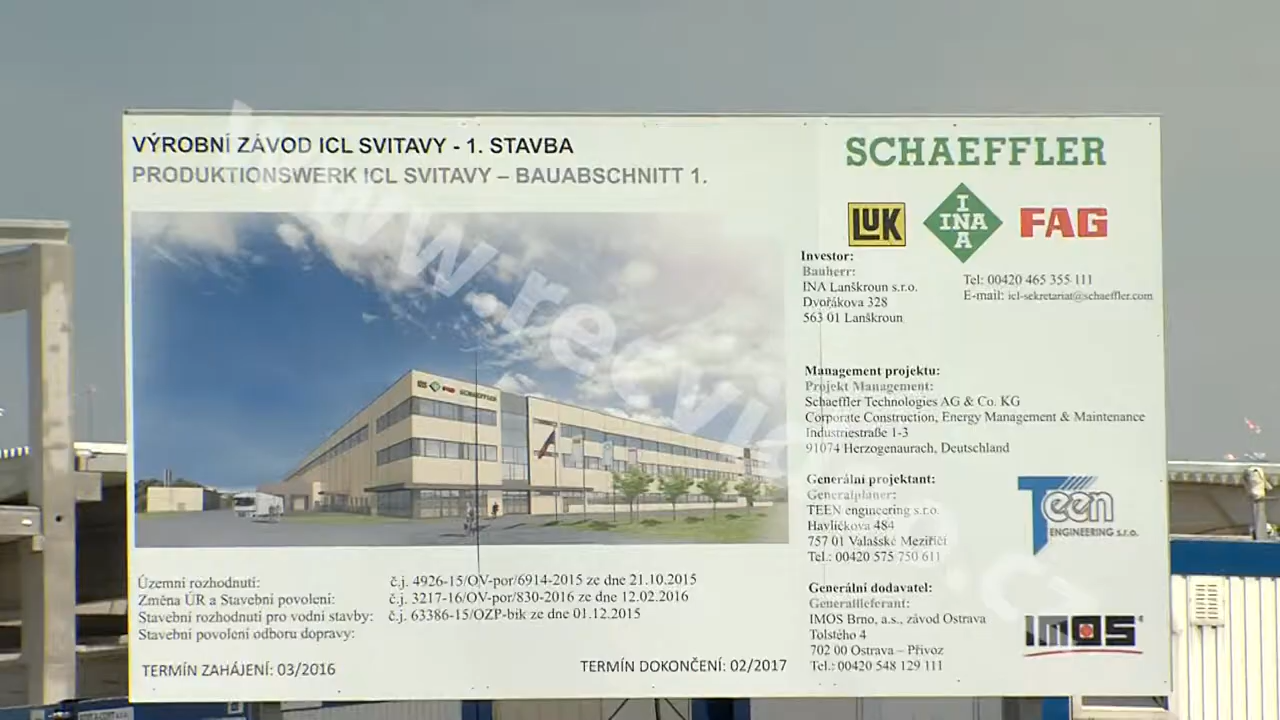 VÝROBNÍ ZÁVOD ICL SVITAVY - 1. STAVBA
PRODUKTIONSWERK ICL SVITAVY – BAUABSCHNITT 1.
SCHAEFFLER
LUK
INA
INA
FAG
Investor:
Bauherr:
INA Lanškroun s.r.o.
Dvořákova 328
563 01 Lanškroun
Tel: 00420 465 355 111
E-mail: icl-sekretariat@schaeffler.com
SCHAEFFLER
Management projektu:
Projekt Management:
Schaeffler Technologies AG & Co. KG
Corporate Construction, Energy Management & Maintenance
Industriestraße 1-3
91074 Herzogenaurach, Deutschland
Generální projektant:
Generalplaner:
TEEN engineering s.r.o.
Havlíčkova 484
757 01 Valašské Meziříčí
Tel.: 00420 575 750 611
Teen
ENGINEERING s.r.o.
Generální dodavatel:
Generallieferant:
IMOS Brno, a.s., závod Ostrava
Tolstého 4
702 00 Ostrava – Přívoz
Tel.: 00420 548 129 111
IMOS
Územní rozhodnutí: č.j. 4926-15/OV-por/6914-2015 ze dne 21.10.2015
Změna ÚR a Stavební povolení: č.j. 3217-16/OV-por/830-2016 ze dne 12.02.2016
Stavební rozhodnutí pro vodní stavby: č.j. 63386-15/OZP-hik ze dne 01.12.2015
Stavební povolení odboru dopravy:
TERMÍN ZAHÁJENÍ: 03/2016
TERMÍN DOKONČENÍ: 02/2017